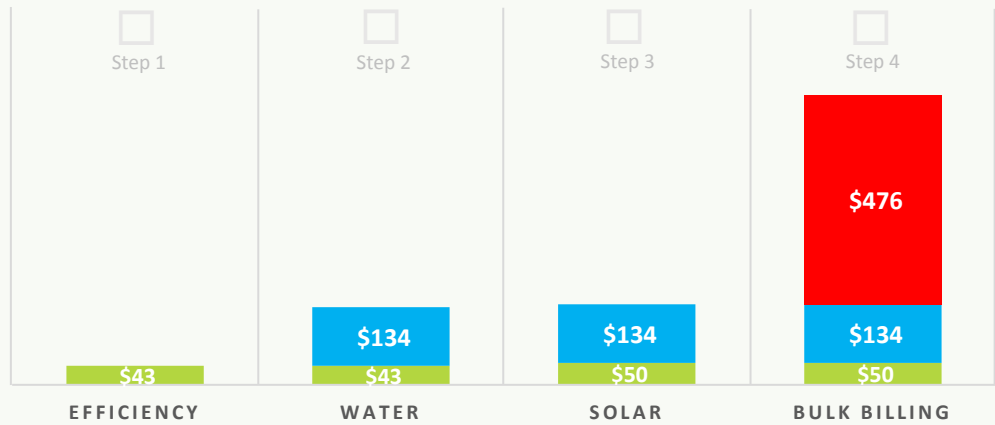 Step 1
Step 2
Step 3
Step 4
$476
$134
$134
$134
$43
$43
$50
$50
EFFICIENCY
WATER
SOLAR
BULK BILLING